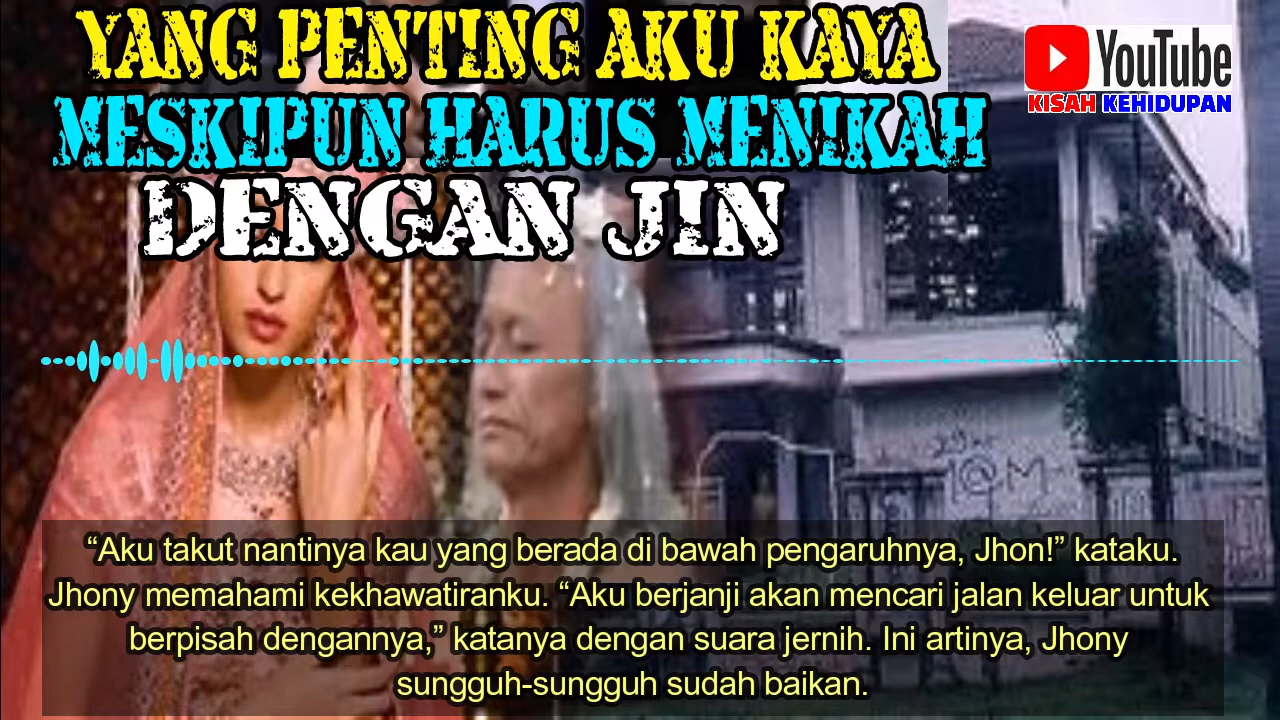 YANG PENTING AKU KAYA
MESKIPUN HARUS MENIKAH
DENGAN JIN
YouTube
KISAH KEHIDUPAN
“Aku takut nantinya kau yang berada di bawah pengaruhnya, Jhon!” kataku.
Jhony memahami kekhawatiranku. “Aku berjanji akan mencari jalan keluar untuk
berpisah dengannya,” katanya dengan suara jernih. Ini artinya, Jhony
sungguh-sungguh sudah baikan.